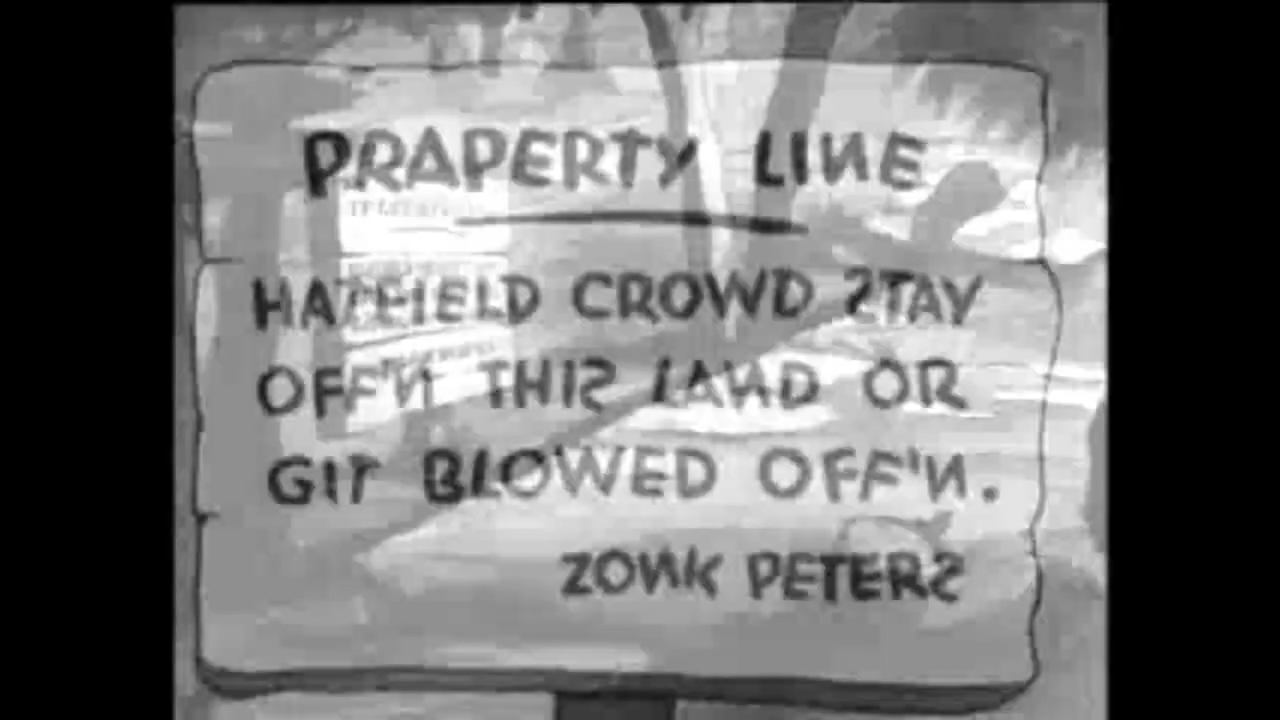 PRAPERTY LINE
HATFIELD CROWD STAY
OFF'N THIS LAND OR
GIT BLOWED OFF'N.
ZONK PETERS